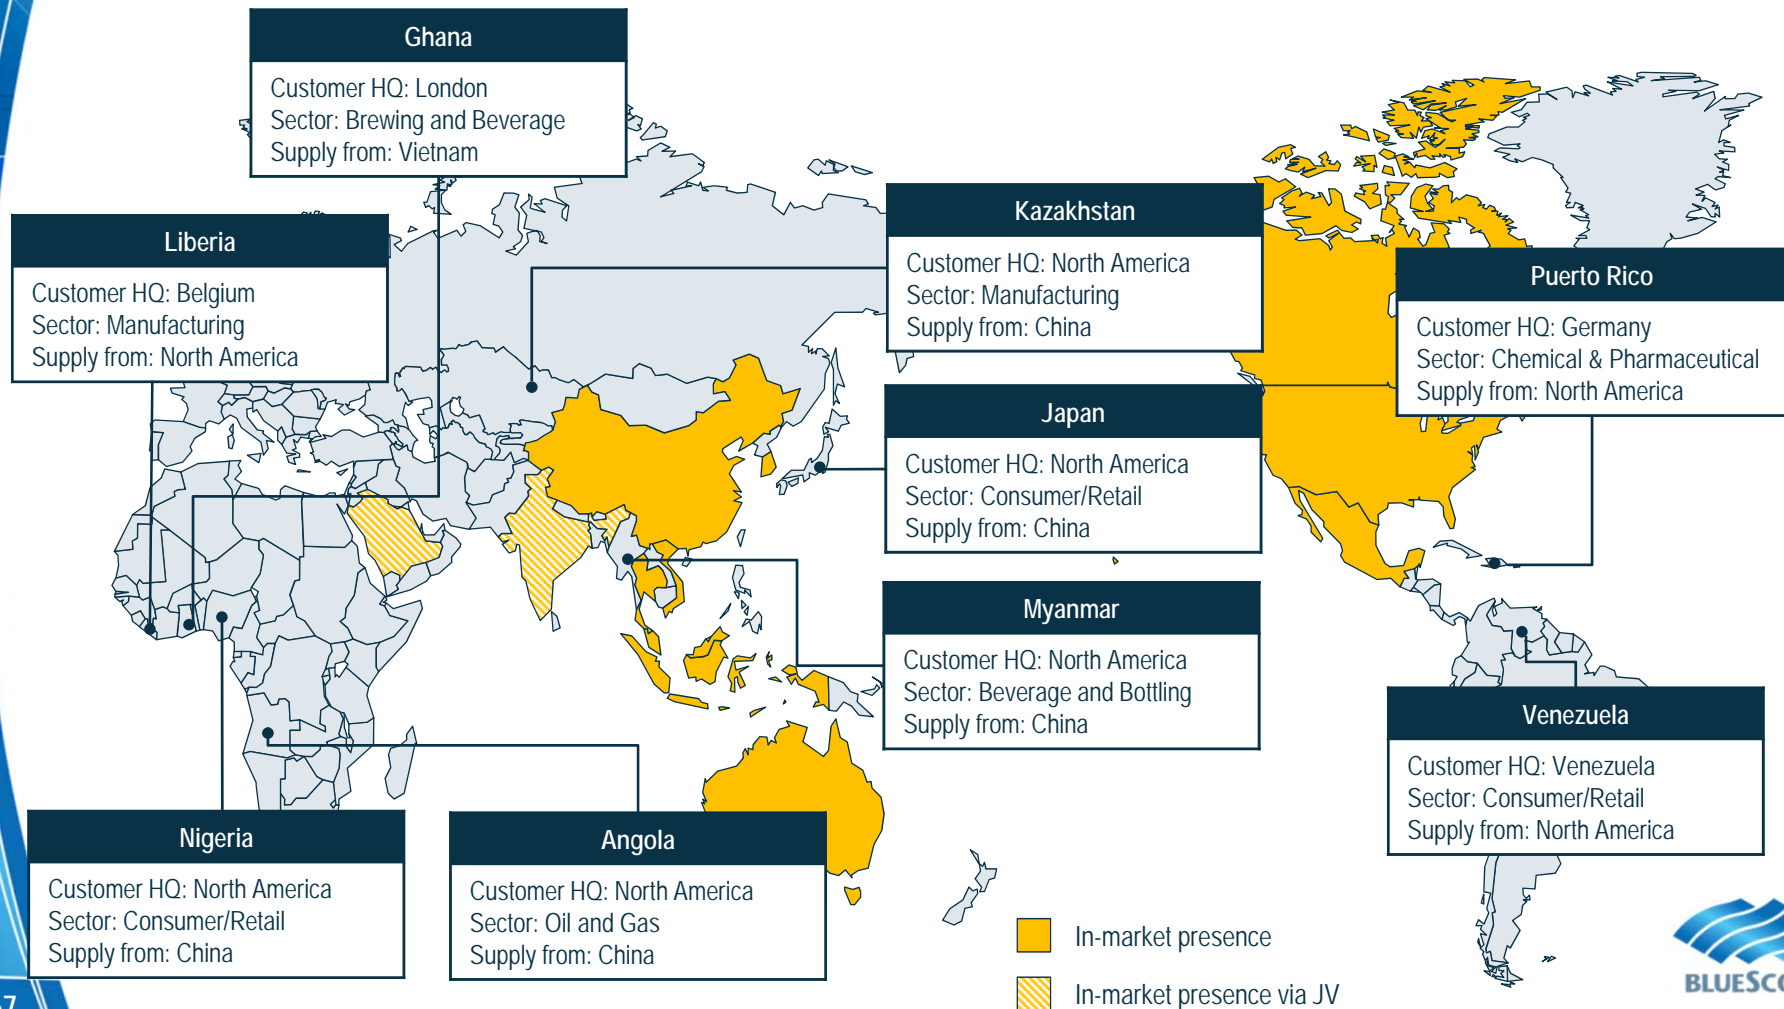 Ghana
Customer HQ: London
Sector: Brewing and Beverage
Supply from: Vietnam
Liberia
Customer HQ: Belgium
Sector: Manufacturing
Supply from: North America
Kazakhstan
Customer HQ: North America
Sector: Manufacturing
Supply from: China
Puerto Rico
Customer HQ: Germany
Sector: Chemical & Pharmaceutical
Supply from: North America
Japan
Customer HQ: North America
Sector: Consumer/Retail
Supply from: China
Myanmar
Customer HQ: North America
Sector: Beverage and Bottling
Supply from: China
Venezuela
Customer HQ: Venezuela
Sector: Consumer/Retail
Supply from: North America
Nigeria
Customer HQ: North America
Sector: Consumer/Retail
Supply from: China
Angola
Customer HQ: North America
Sector: Oil and Gas
Supply from: China
In-market presence
In-market presence via JV
BLUESCO
7